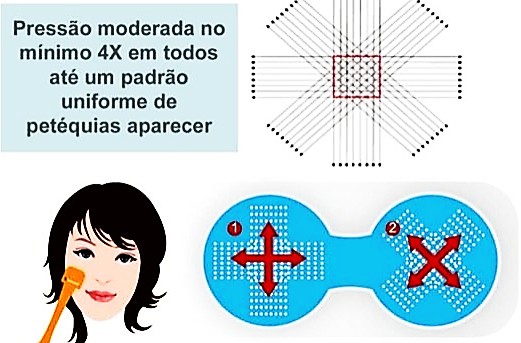 Pressão moderada no
mínimo 4X em todos
até um padrão
uniforme de
petéquias aparecer
1
2